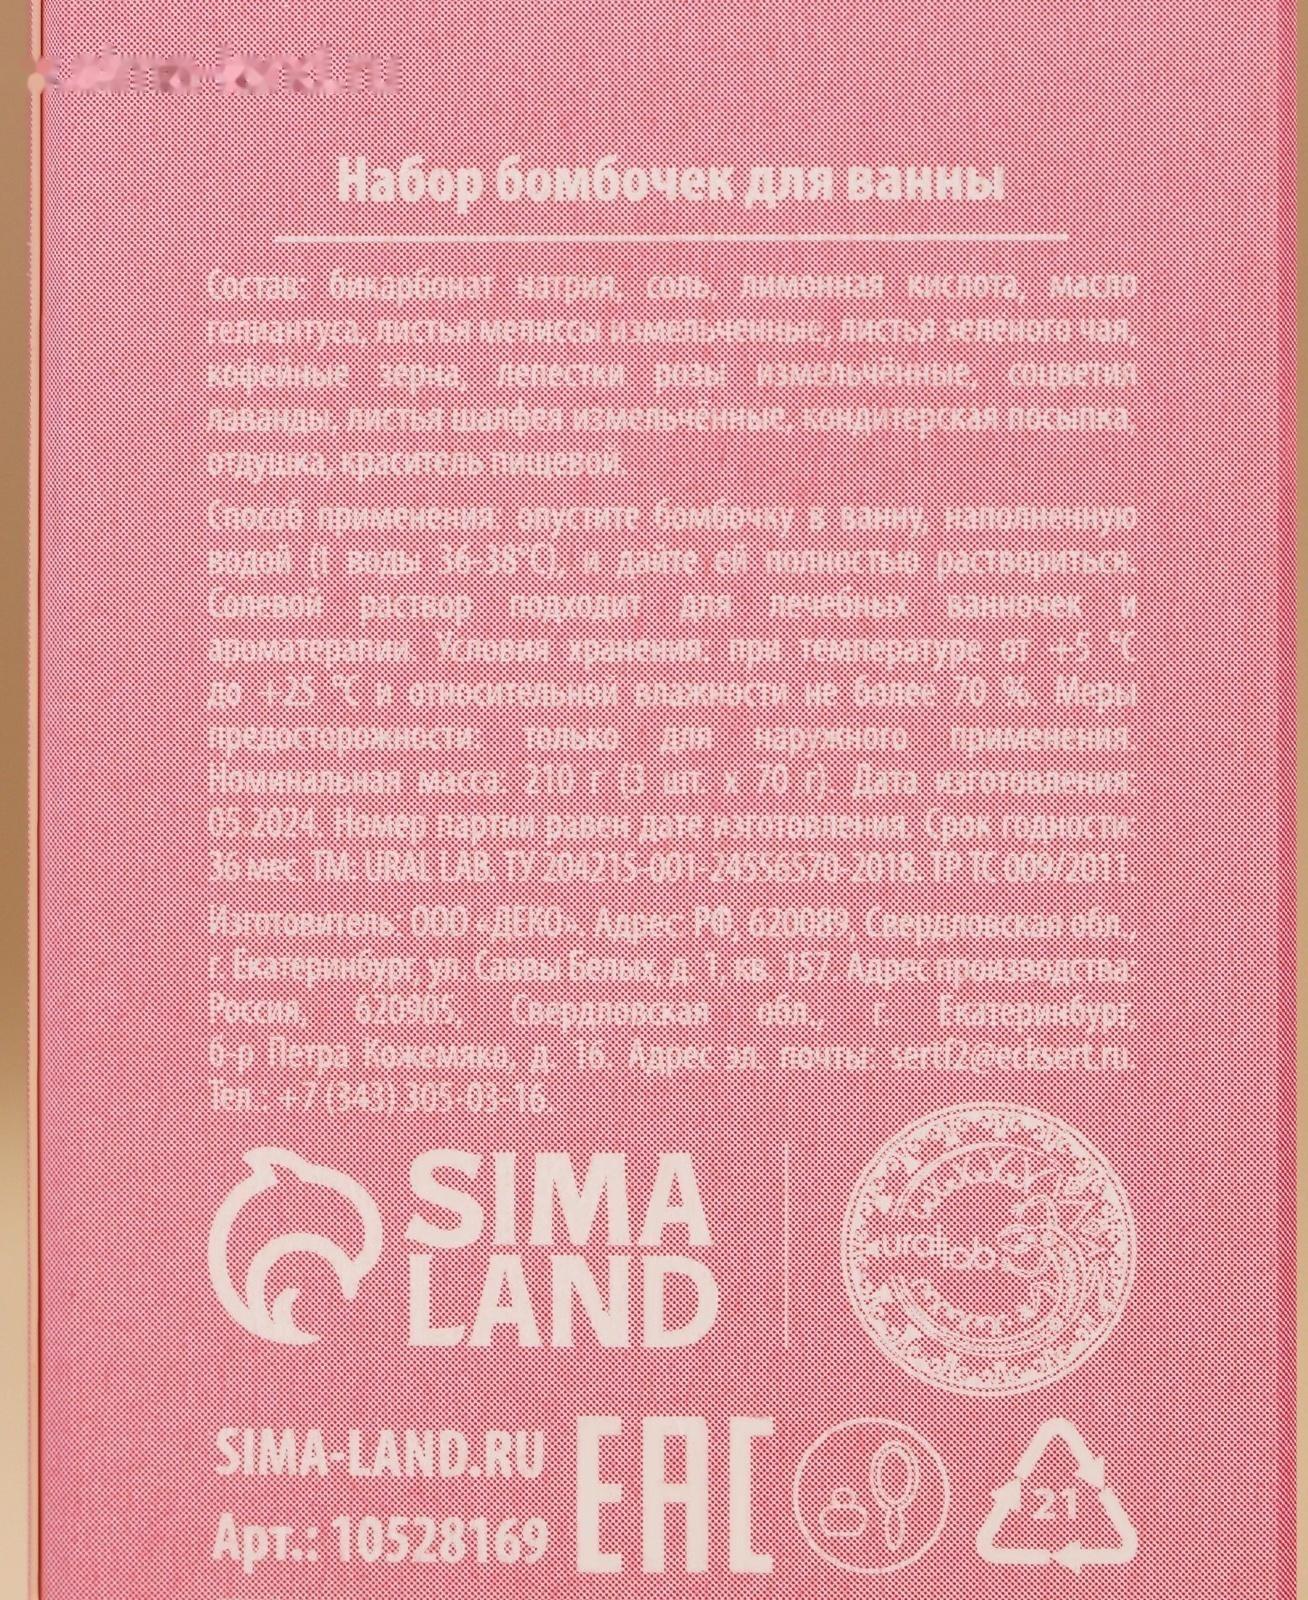 sima-land.ru
Набор бомбочек для ванны
Состав: бикарбонат натрия, соль, лимонная кислота, масло
гелиантуса, листья мелиссы измельченные, листья зеленого чая,
кофейные зерна, лепестки розы измельчённые, соцветия
лаванды, листья шалфея измельчённые, кондитерская посыпка,
отдушка, краситель пищевой.
Способ применения: опустите бомбочку в ванну, наполненную
водой (t воды 36-38°C), и дайте ей полностью раствориться.
Солевой раствор подходит для лечебных ванночек и
ароматерапии. Условия хранения: при температуре от +5 °C
до +25 °C и относительной влажности не более 70 %. Меры
предосторожности: только для наружного применения.
Номинальная масса: 210 г (3 шт. х 70 г). Дата изготовления:
05.2024. Номер партии равен дате изготовления. Срок годности:
36 мес. ТМ: URAL LAB. ТУ 204215-001-24556570-2018. ТР ТС 009/2011.
Изготовитель: ООО «ДЕКО». Адрес: РФ, 620089, Свердловская обл.,
г. Екатеринбург, ул. Саввы Белых, д. 1, кв. 157. Адрес производства:
Россия, 620905, Свердловская обл., г. Екатеринбург,
б-р Петра Кожемяко, д. 16. Адрес эл. почты: sertf2@ecksert.ru.
Тел.: +7 (343) 305-03-16.
SIMA
LAND
urallab
SIMA-LAND.RU
Арт.: 10528169
EAC
21